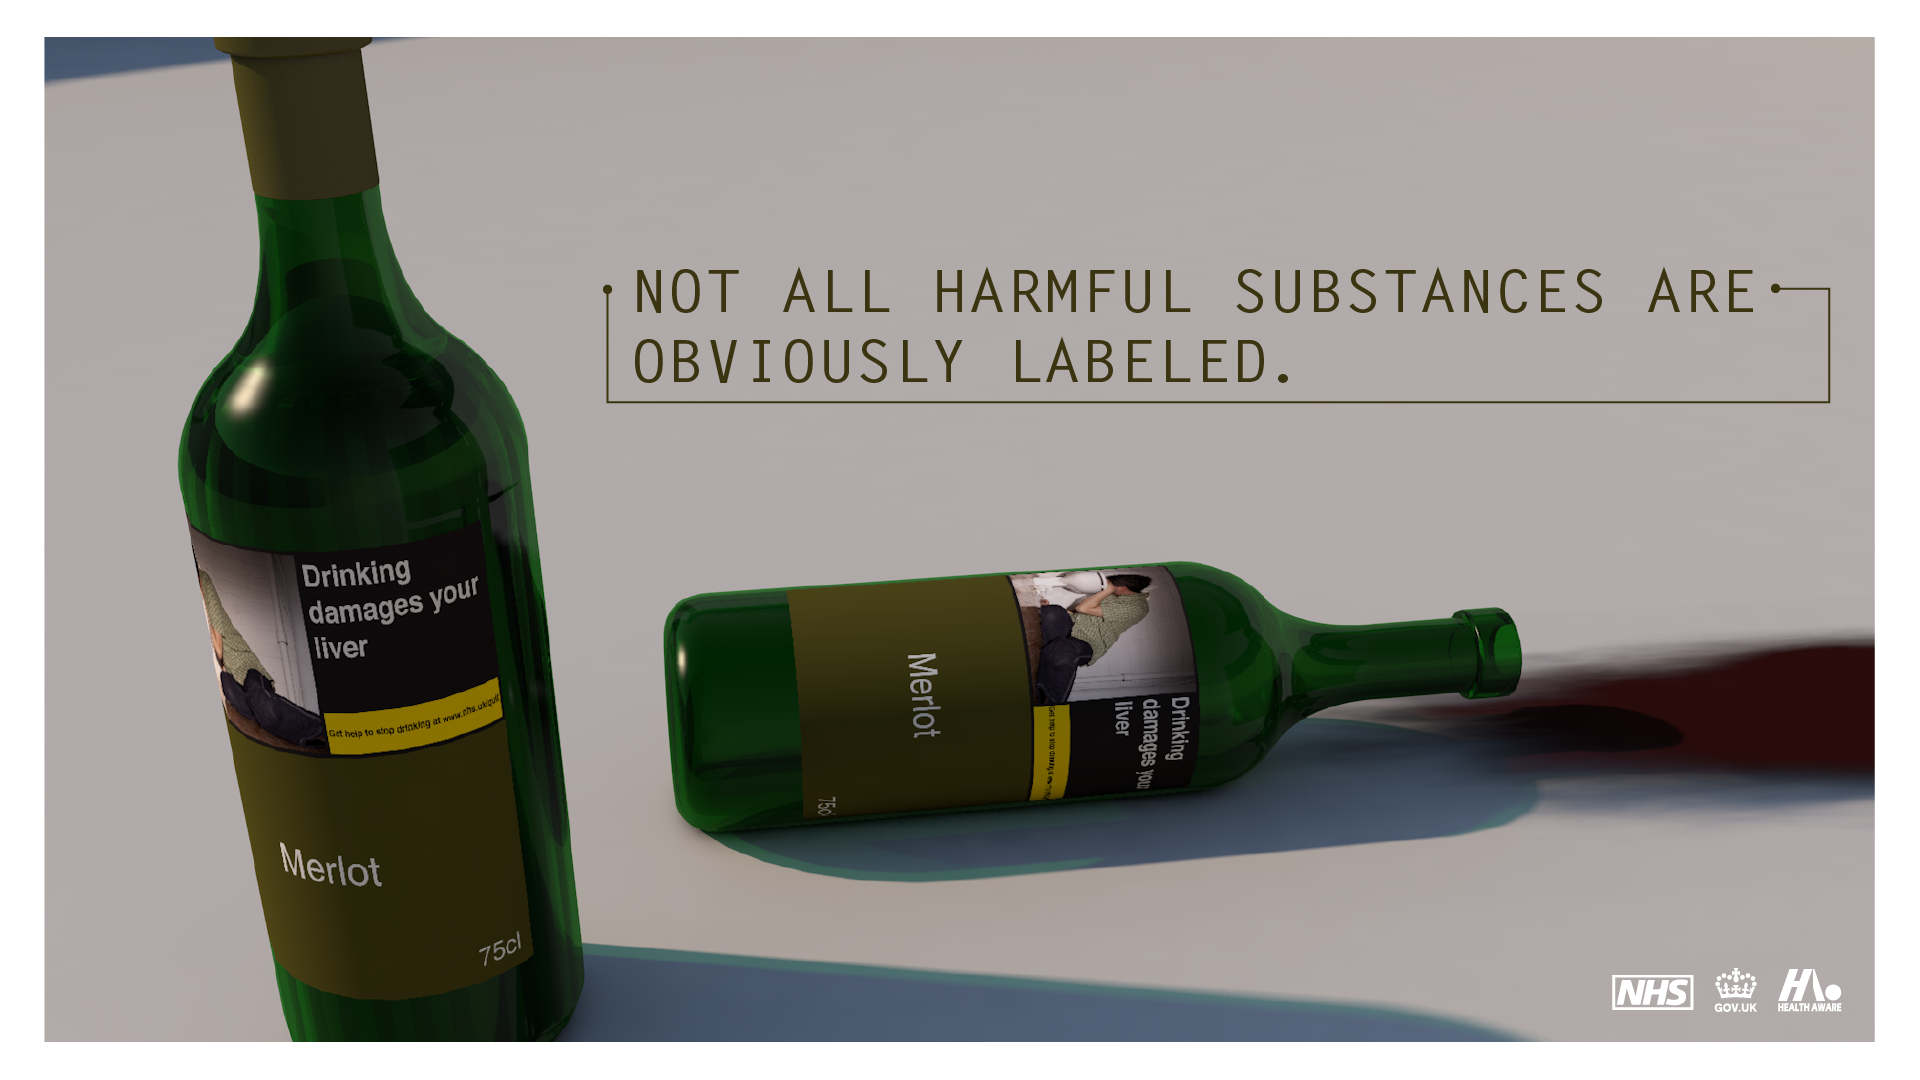 NOT ALL HARMFUL SUBSTANCES ARE
OBVIOUSLY LABELED.
Drinking
damages your
liver
Get help to stop drinking at www.nhs.uk/quit
Merlot
75cl
Merlot
75cl
Drinking
damages your
liver
NHS
GOV.UK
HEALTH AWARE